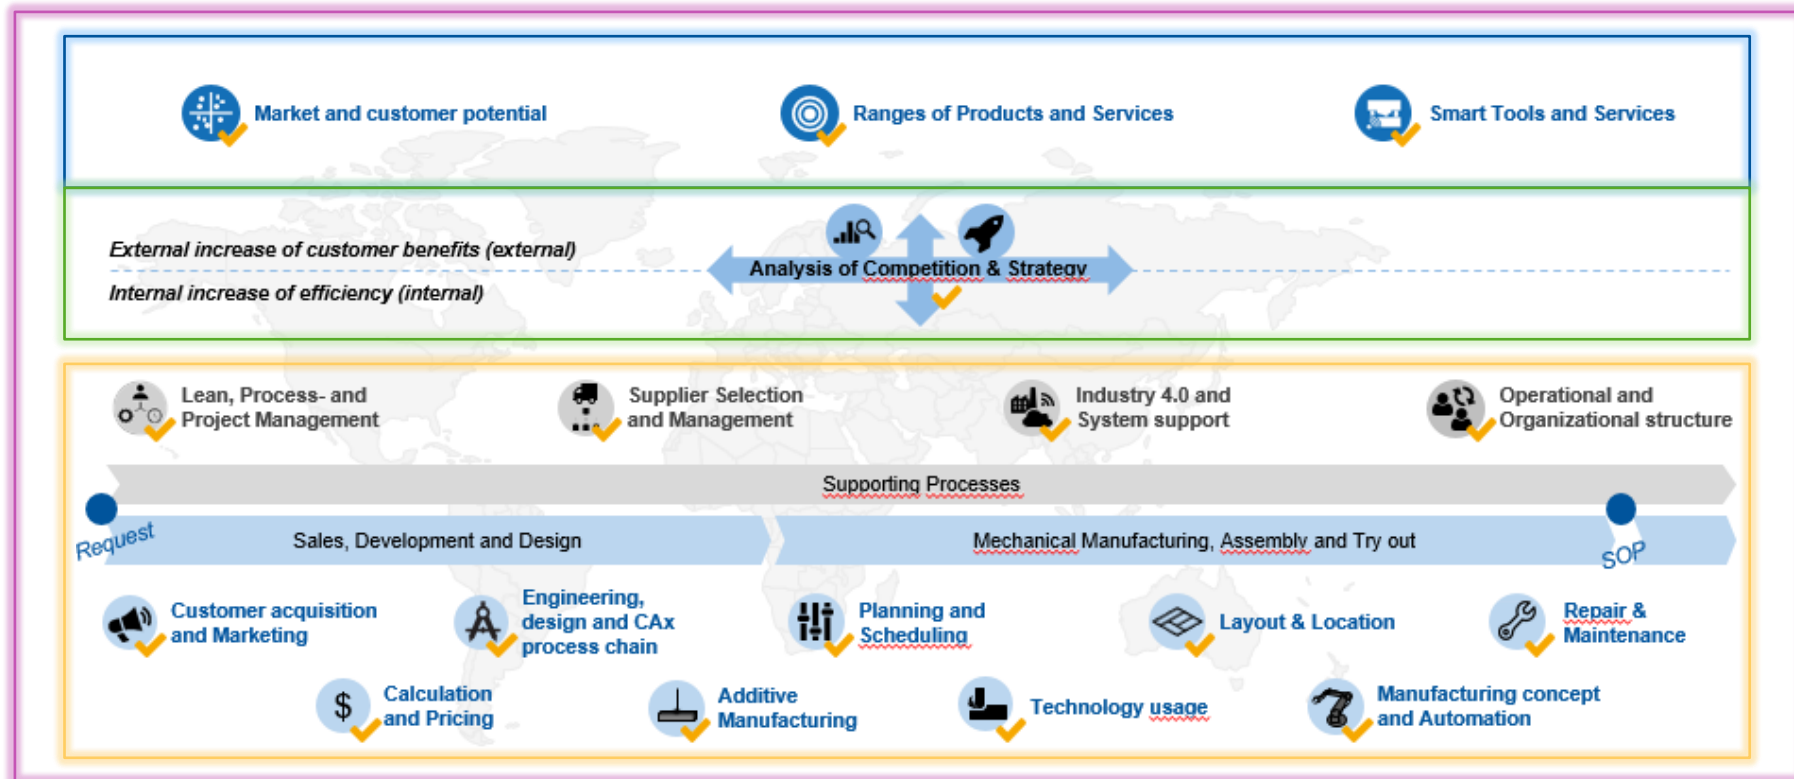 Market and customer potential
Ranges of Products and Services
Smart Tools and Services
External increase of customer benefits (external)
Analysis of Competition & Strategy
Internal increase of efficiency (internal)
Lean, Process- and
Project Management
Supplier Selection
and Management
Industry 4.0 and
System support
Operational and
Organizational structure
Supporting Processes
Request
Sales, Development and Design
Mechanical Manufacturing, Assembly and Try out
SOP
Customer acquisition
and Marketing
Engineering,
design and CAx
process chain
Planning and
Scheduling
Layout & Location
Repair &
Maintenance
$
Calculation
and Pricing
Additive
Manufacturing
Technology usage
Manufacturing concept
and Automation